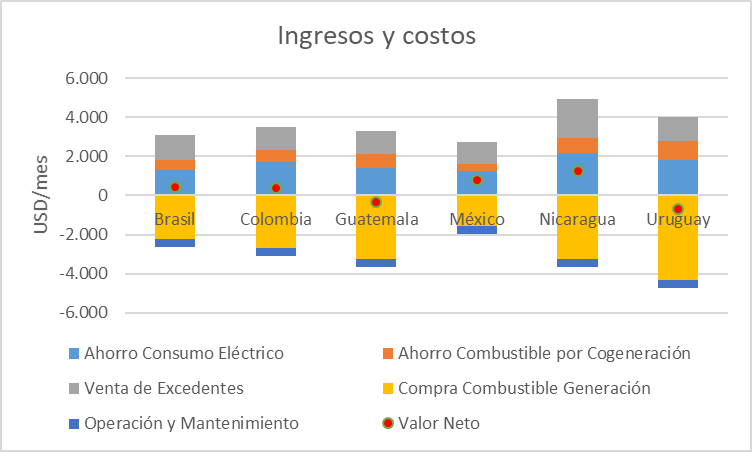 Ingresos y costos
6.000
4.000
2.000
0
-2.000
-4.000
-6.000
USD/mes
Brasil Colombia Guatemala México Nicaragua Uruguay
Ahorro Consumo Eléctrico Ahorro Combustible por Cogeneración
Venta de Excedentes Compra Combustible Generación
Operación y Mantenimiento Valor Neto